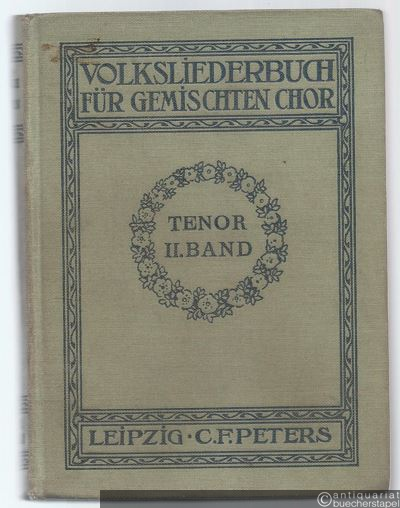 VOLKSLIEDERBUCH
FÜR GEMISCHTEN CHOR
TENOR
II. BAND
LEIPZIG · C. F. PETERS
antiquariat
buecherstapel